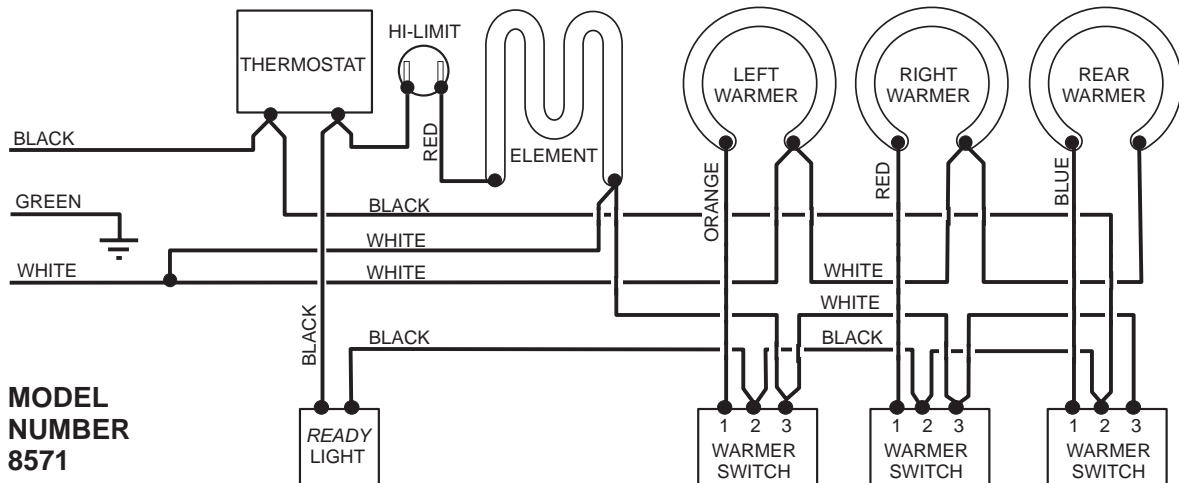 THERMOSTAT
HI-LIMIT
RED
ELEMENT
LEFT
WARMER
RIGHT
WARMER
REAR
WARMER
BLACK
GREEN
WHITE
BLACK
WHITE
WHITE
ORANGE
RED
BLUE
WHITE
WHITE
BLACK
BLACK
BLACK
MODEL
NUMBER
8571
READY
LIGHT
1 2 3
WARMER
SWITCH
1 2 3
WARMER
SWITCH
1 2 3
WARMER
SWITCH